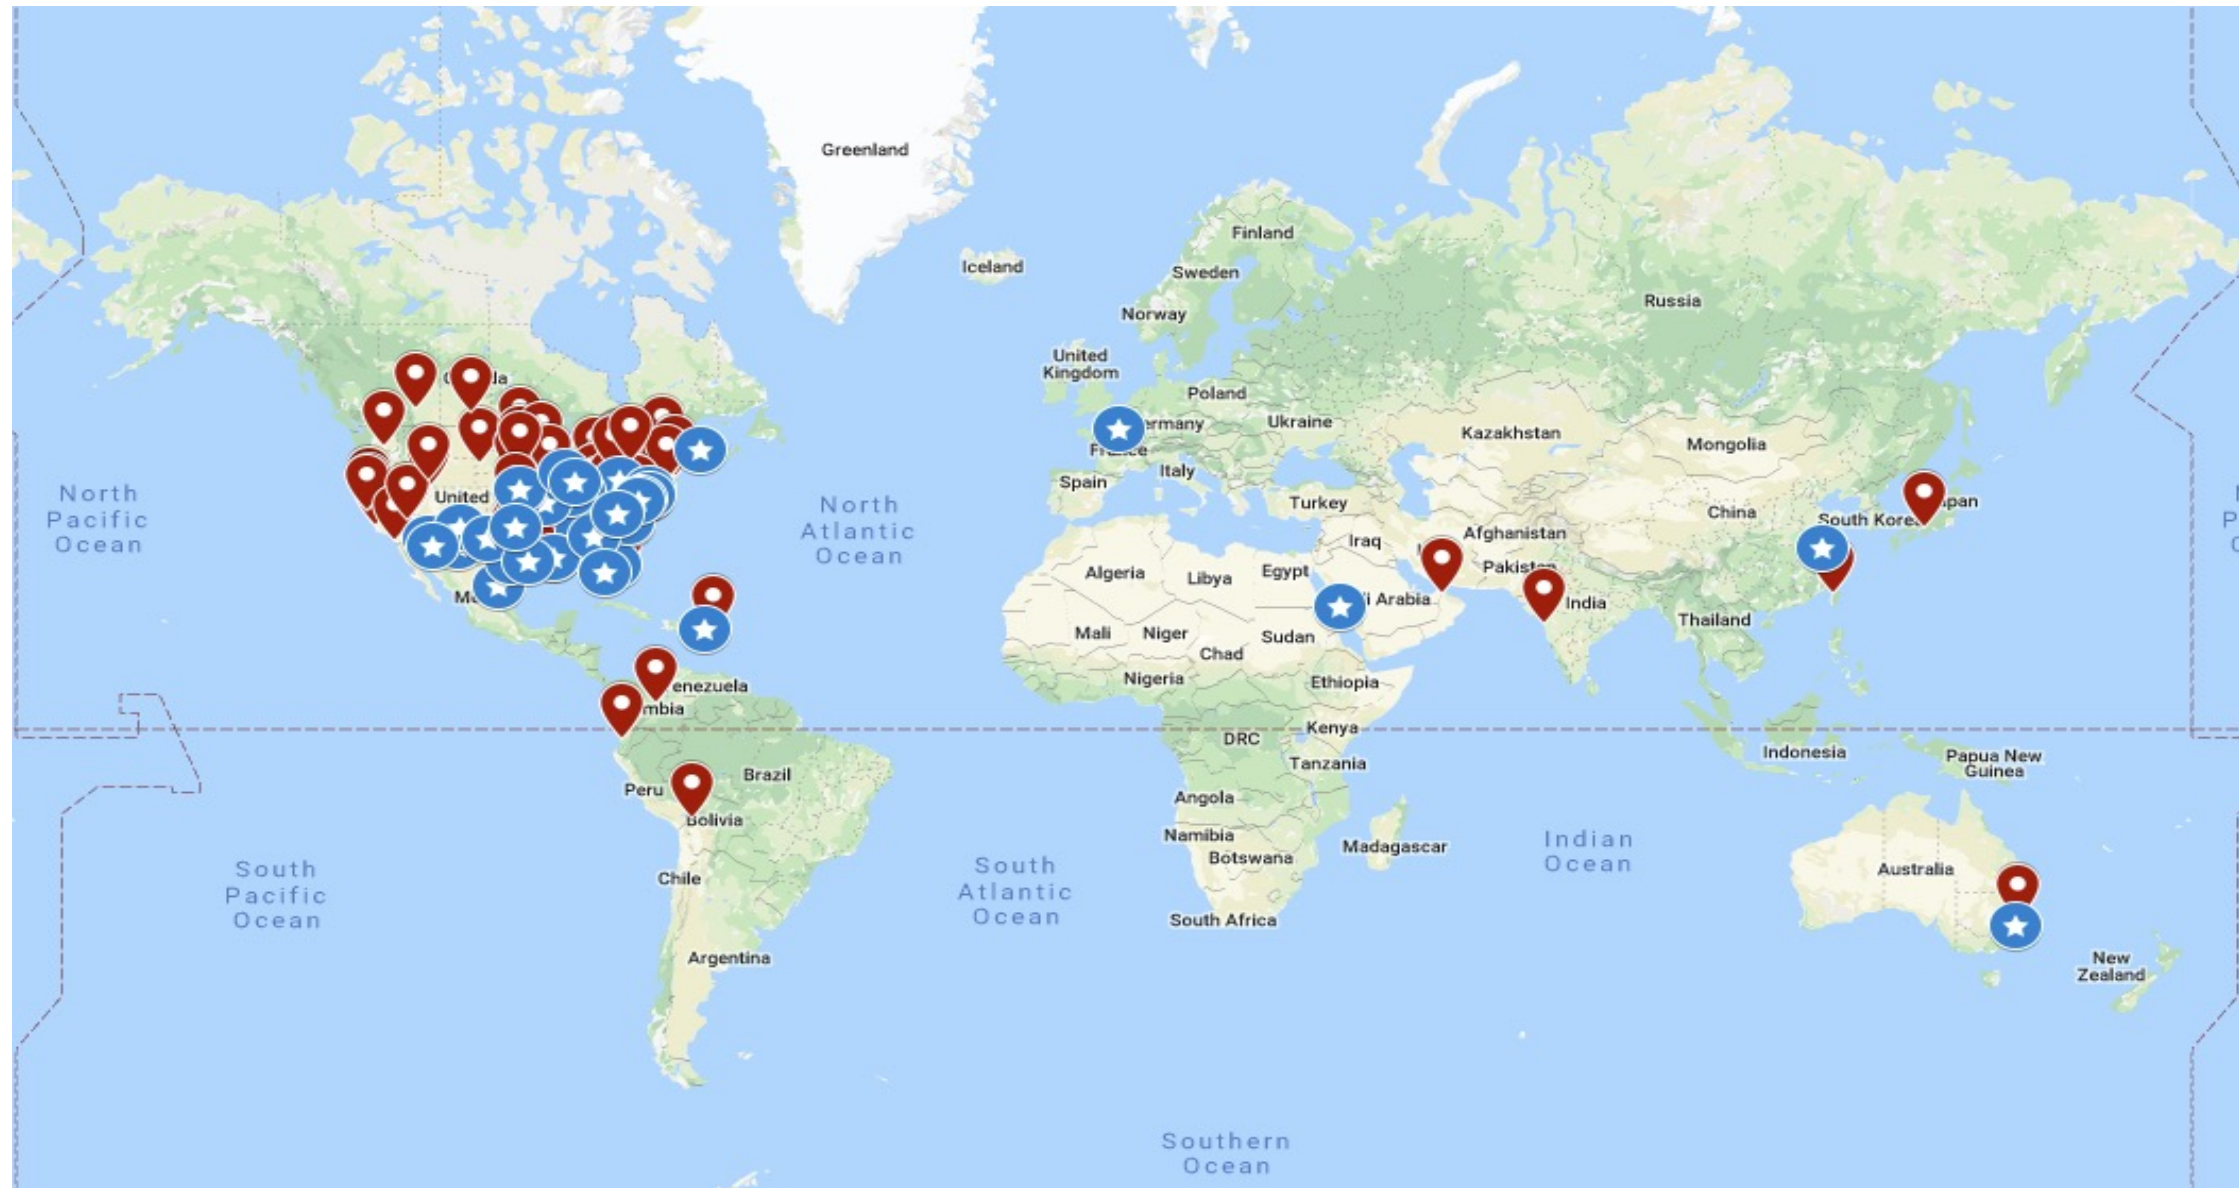 Greenland
Finland
Iceland
Sweden
Russia
Norway
United
Kingdom
Poland
Ukraine
Kazakhstan
Mongolia
Italy
Spain
Turkey
North
Pacific
Ocean
United
North
Atlantic
Ocean
China
South
Afghanistan
Iraq
Algeria
Libya
Egypt
Arabia
India
Thailand
Mali
Niger
Sudan
Chad
Nigeria
Ethiopia
Kenya
DRC
Tanzania
Indonesia
Papua New
Guinea
Peru
Brazil
Bolivia
Angola
Namibia
Botswana
Madagascar
Indian
Ocean
Australia
South
Pacific
Ocean
Chile
South
Atlantic
Ocean
South Africa
Argentina
New
Zealand
Southern
Ocean